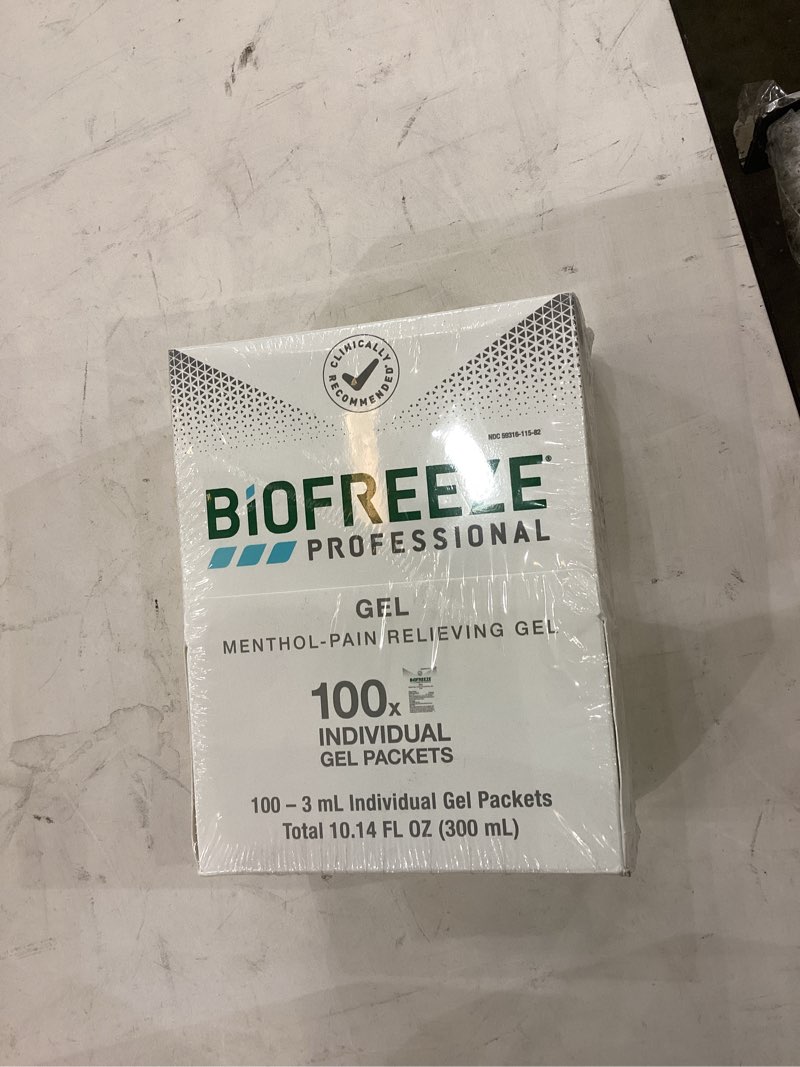 CLINICALLY RECOMMENDED
NDC 59316-115-82
BIOFREEZE®
PROFESSIONAL
GEL
MENTHOL-PAIN RELIEVING GEL
BIOFREEZE
100x
INDIVIDUAL
GEL PACKETS
100 – 3 mL Individual Gel Packets
Total 10.14 FL OZ (300 mL)